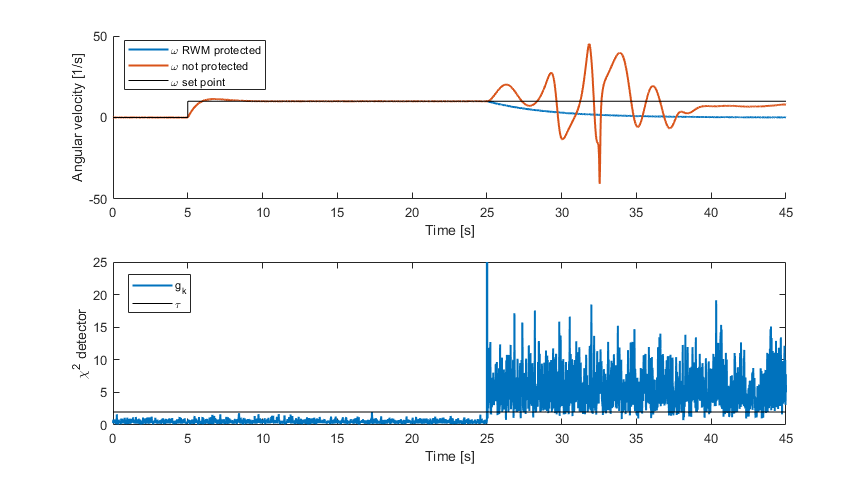 50
0
-50
Angular velocity [1/s]
ω RWM protected
ω not protected
ω set point
0 5 10 15 20 25 30 35 40 45
Time [s]
25
20
15
10
5
0
χ² detector
gₖ
τ
0 5 10 15 20 25 30 35 40 45
Time [s]